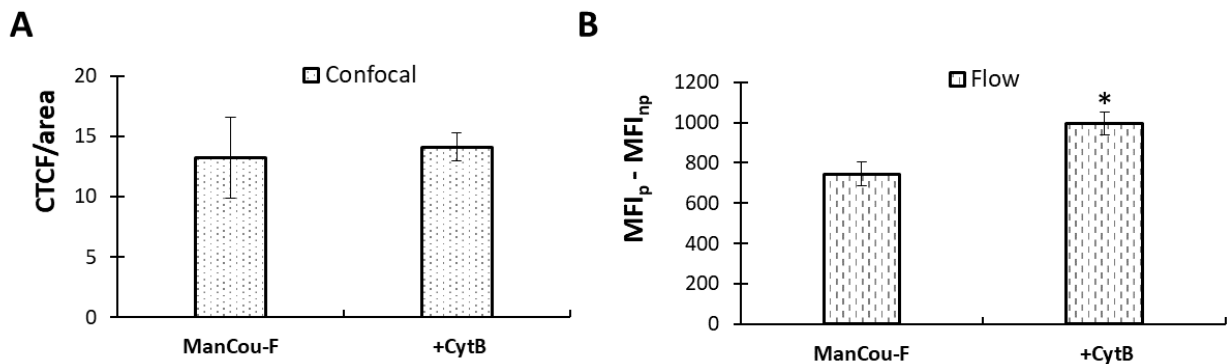 A
Confocal
CTCF/area
20
15
10
5
0
ManCou-F
+CytB
B
Flow
MFIp - MFInp
1200
1000
800
600
400
200
0
*
ManCou-F
+CytB